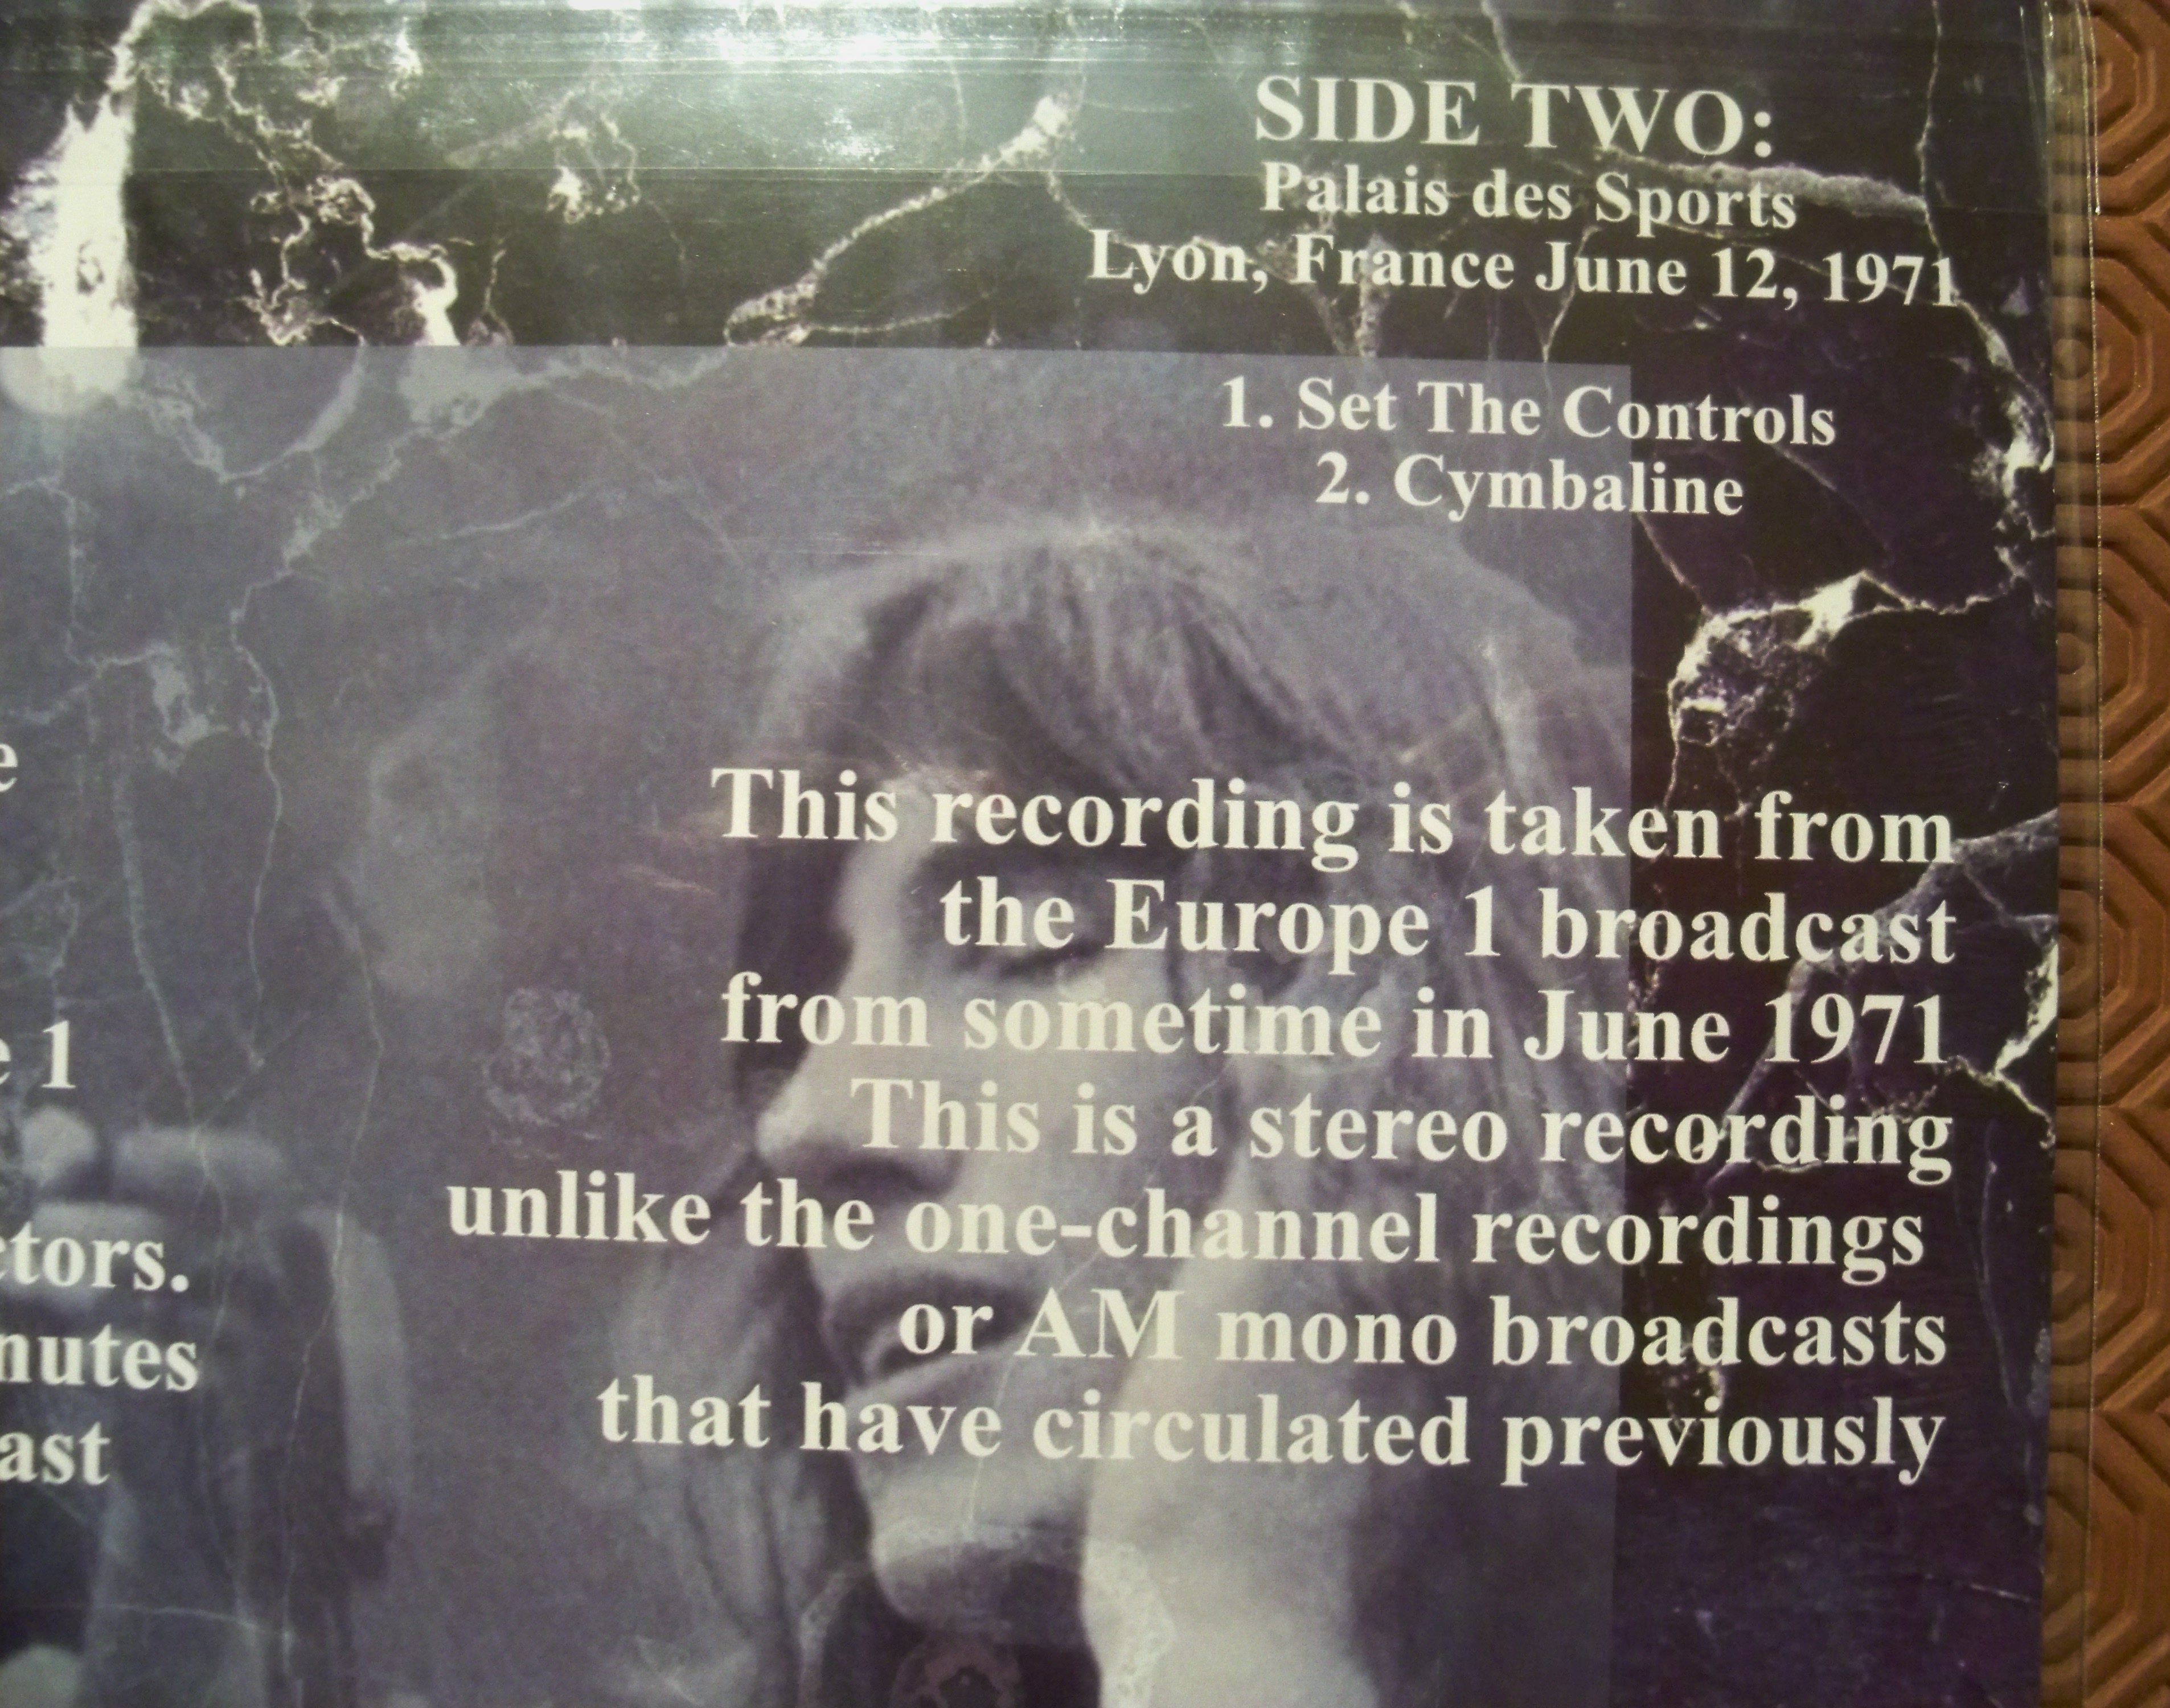 SIDE TWO:
Palais des Sports
Lyon, France June 12, 1971
1. Set The Controls
2. Cymbaline
This recording is taken from
the Europe 1 broadcast
from sometime in June 1971
This is a stereo recording
unlike the one-channel recordings
or AM mono broadcasts
that have circulated previously
1